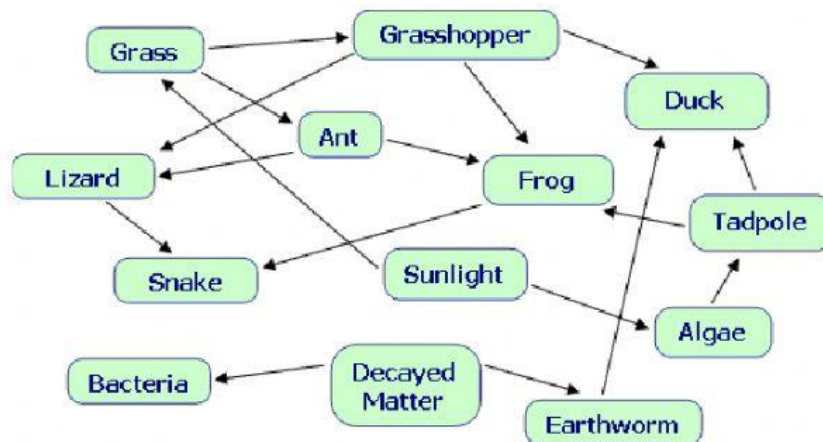 Grass
Grasshopper
Duck
Ant
Lizard
Frog
Tadpole
Snake
Sunlight
Algae
Bacteria
Decayed
Matter
Earthworm